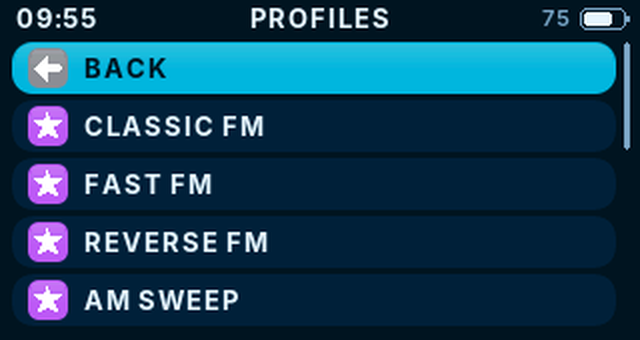 09:55 PROFILES 75
BACK
CLASSIC FM
FAST FM
REVERSE FM
AM SWEEP